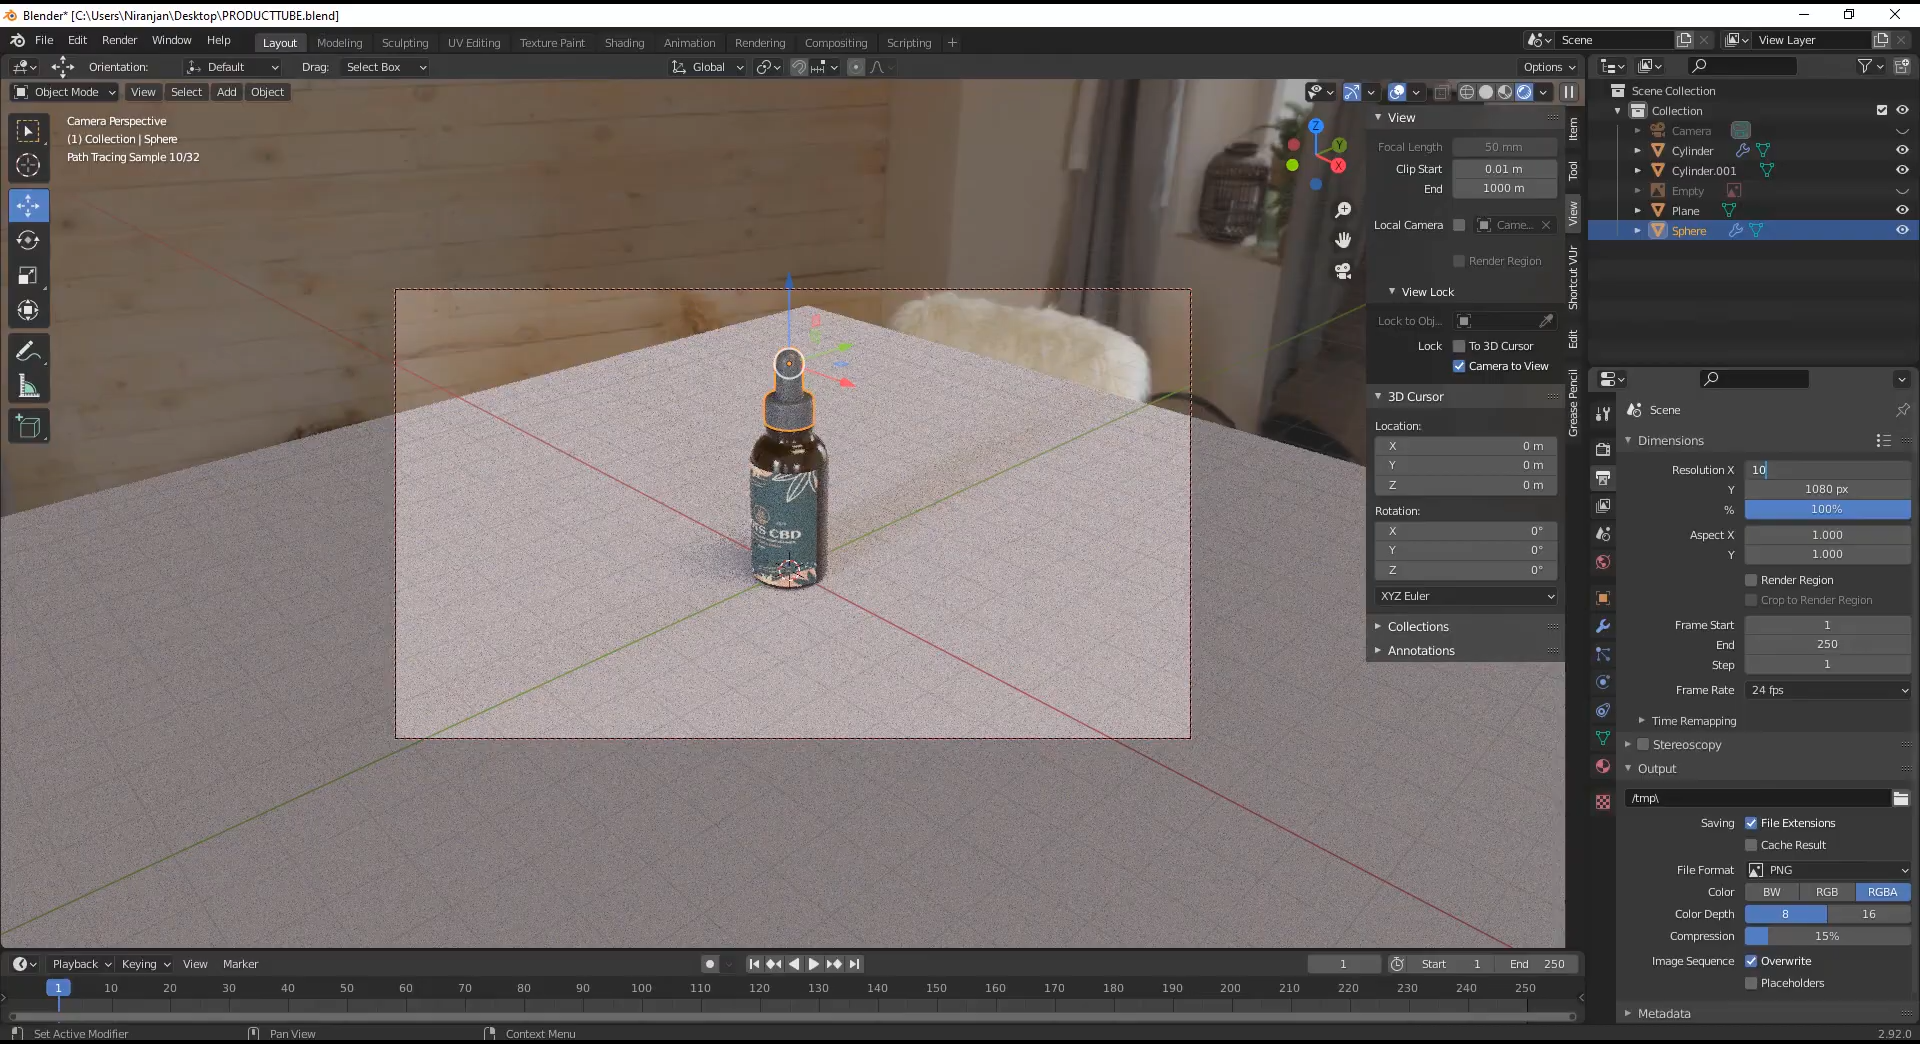 Blender* [C:\Users\Niranjan\Desktop\PRODUCTTUBE.blend]
File Edit Render Window Help
Layout Modeling Sculpting UV Editing Texture Paint Shading Animation Rendering Compositing Scripting +
Scene
View Layer
Orientation: Default Drag: Select Box
Global
Options
Object Mode View Select Add Object
Camera Perspective
(1) Collection | Sphere
Path Tracing Sample 10/32
Z
Y
X
CBD
View
Focal Length 50 mm
Clip Start 0.01 m
End 1000 m
Local Camera Came...
Render Region
View Lock
Lock to Obj...
Lock To 3D Cursor
Camera to View
3D Cursor
Location:
X 0 m
Y 0 m
Z 0 m
Rotation:
X 0°
Y 0°
Z 0°
XYZ Euler
Collections
Annotations
Item
Tool
View
Shortcut VUr
Edit
Grease Pencil
Scene Collection
Collection
Camera
Cylinder
Cylinder.001
Empty
Plane
Sphere
Scene
Dimensions
Resolution X 10
Y 1080 px
% 100%
Aspect X 1.000
Y 1.000
Render Region
Crop to Render Region
Frame Start 1
End 250
Step 1
Frame Rate 24 fps
Time Remapping
Stereoscopy
Output
/tmp\
Saving File Extensions
Cache Result
File Format PNG
Color BW RGB RGBA
Color Depth 8 16
Compression 15%
Image Sequence Overwrite
Placeholders
Metadata
Playback Keying View Marker
1 Start 1 End 250
1 10 20 30 40 50 60 70 80 90 100 110 120 130 140 150 160 170 180 190 200 210 220 230 240 250
Set Active Modifier Pan View Context Menu
2.92.0